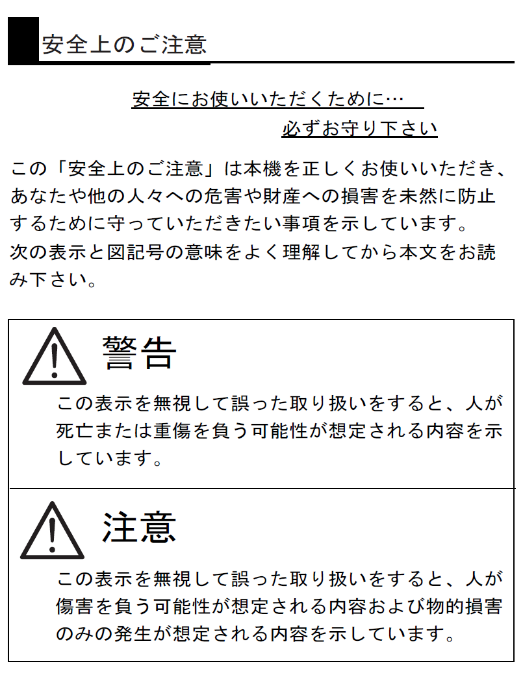 安全上のご注意
安全にお使いいただくために…
必ずお守り下さい
この「安全上のご注意」は本機を正しくお使いいただき、
あなたや他の人々への危害や財産への損害を未然に防止
するために守っていただきたい事項を示しています。
次の表示と図記号の意味をよく理解してから本文をお読
み下さい。
警告
この表示を無視して誤った取り扱いをすると、人が
死亡または重傷を負う可能性が想定される内容を示
しています。
注意
この表示を無視して誤った取り扱いをすると、人が
傷害を負う可能性が想定される内容および物的損害
のみの発生が想定される内容を示しています。